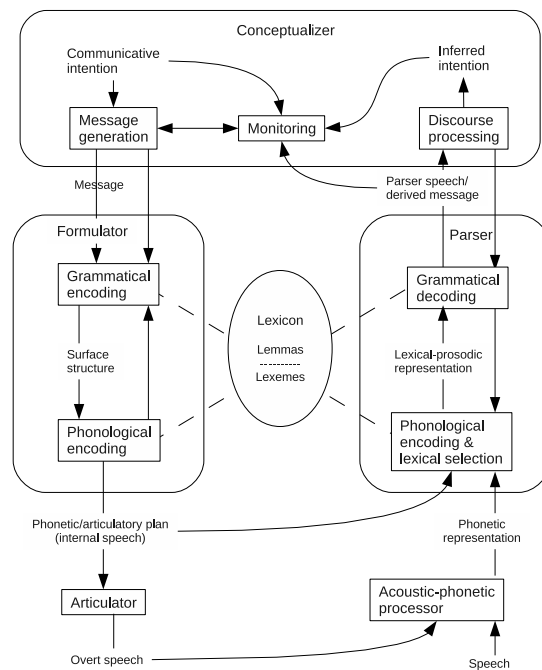 Conceptualizer
Communicative
intention
Inferred
intention
Message
generation
Monitoring
Discourse
processing
Message
Parser speech/
derived message
Formulator
Parser
Grammatical
encoding
Grammatical
decoding
Lexicon
Lemmas
Lexemes
Surface
structure
Lexical-prosodic
representation
Phonological
encoding
Phonological
encoding &
lexical selection
Phonetic/articulatory plan
(internal speech)
Phonetic
representation
Articulator
Acoustic-phonetic
processor
Overt speech
Speech